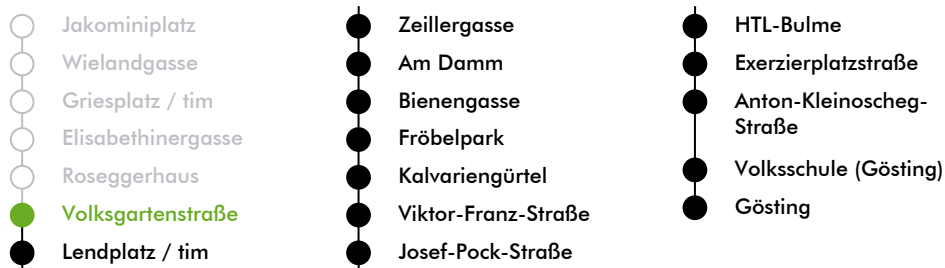 Jakominiplatz
Wielandgasse
Griesplatz / tim
Elisabethinergasse
Roseggerhaus
Volksgartenstraße
Lendplatz / tim
Zeillergasse
Am Damm
Bienengasse
Fröbelpark
Kalvariengürtel
Viktor-Franz-Straße
Josef-Pock-Straße
HTL-Bulme
Exerzierplatzstraße
Anton-Kleinoscheg-
Straße
Volksschule (Gösting)
Gösting